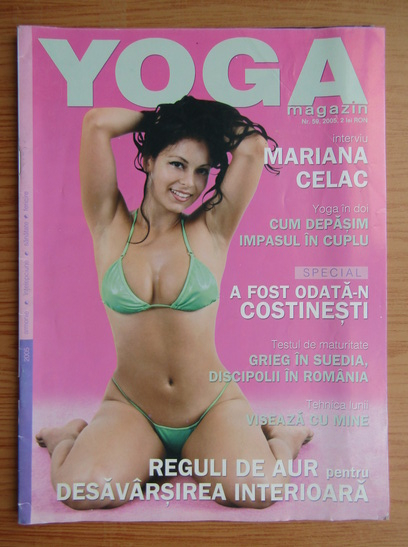 YOGA
magazin
Nr. 59, 2005, 2 lei RON
interviu
MARIANA
CELAC
Yoga în doi
CUM DEPĂȘIM
IMPASUL ÎN CUPLU
SPECIAL
A FOST ODATĂ-N
COSTINEȘTI
Testul de maturitate
GRIEG ÎN SUEDIA,
DISCIPOLII ÎN ROMÂNIA
Tehnica lunii
VISEAZĂ CU MINE
REGULI DE AUR pentru
DESĂVÂRȘIREA INTERIOARĂ